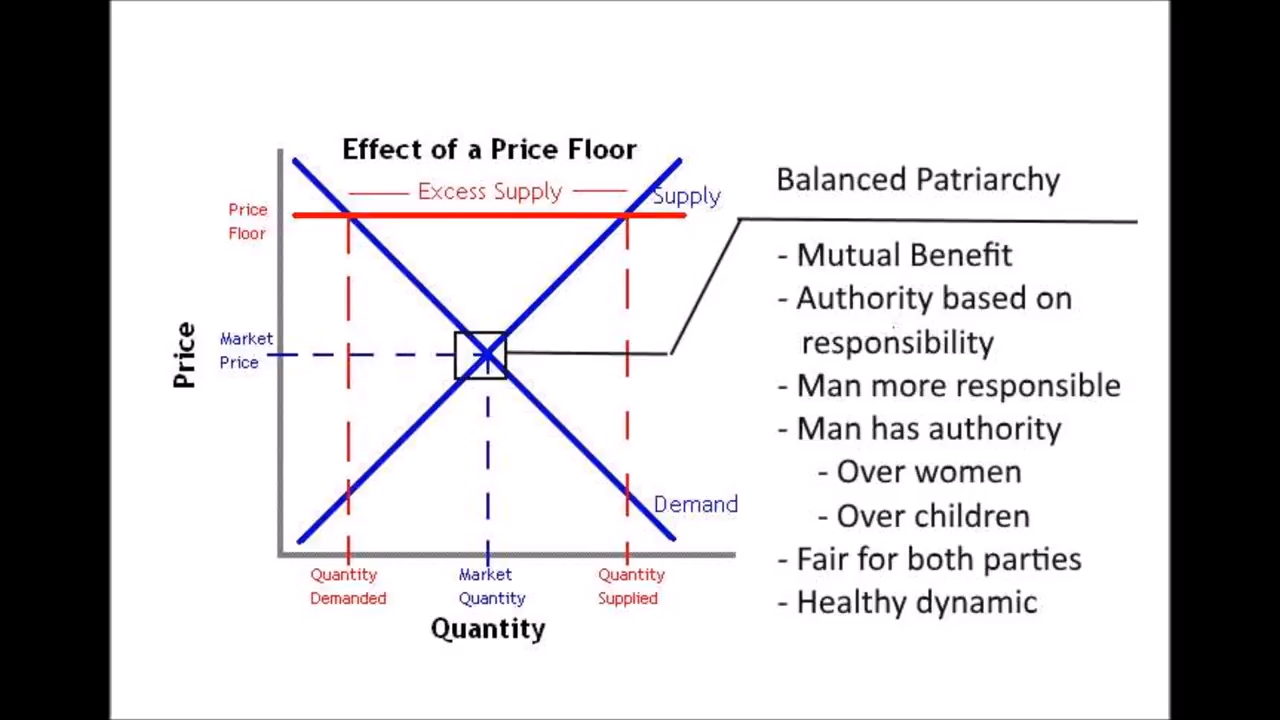 Effect of a Price Floor
Excess Supply
Supply
Price
Floor
Market
Price
Price
Demand
Quantity
Demanded
Market
Quantity
Quantity
Supplied
Quantity
Balanced Patriarchy
- Mutual Benefit
- Authority based on
responsibility
- Man more responsible
- Man has authority
- Over women
- Over children
- Fair for both parties
- Healthy dynamic